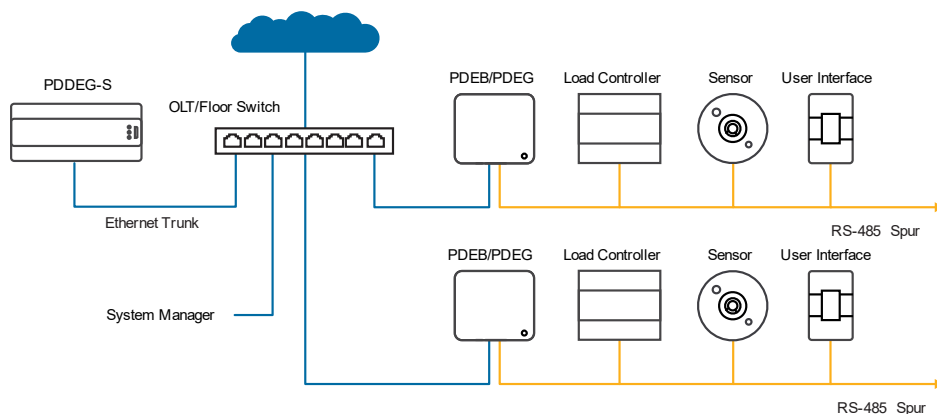 PDDEG-S
OLT/Floor Switch
Ethernet Trunk
System Manager
PDEB/PDEG
Load Controller
Sensor
User Interface
RS-485 Spur
PDEB/PDEG
Load Controller
Sensor
User Interface
RS-485 Spur